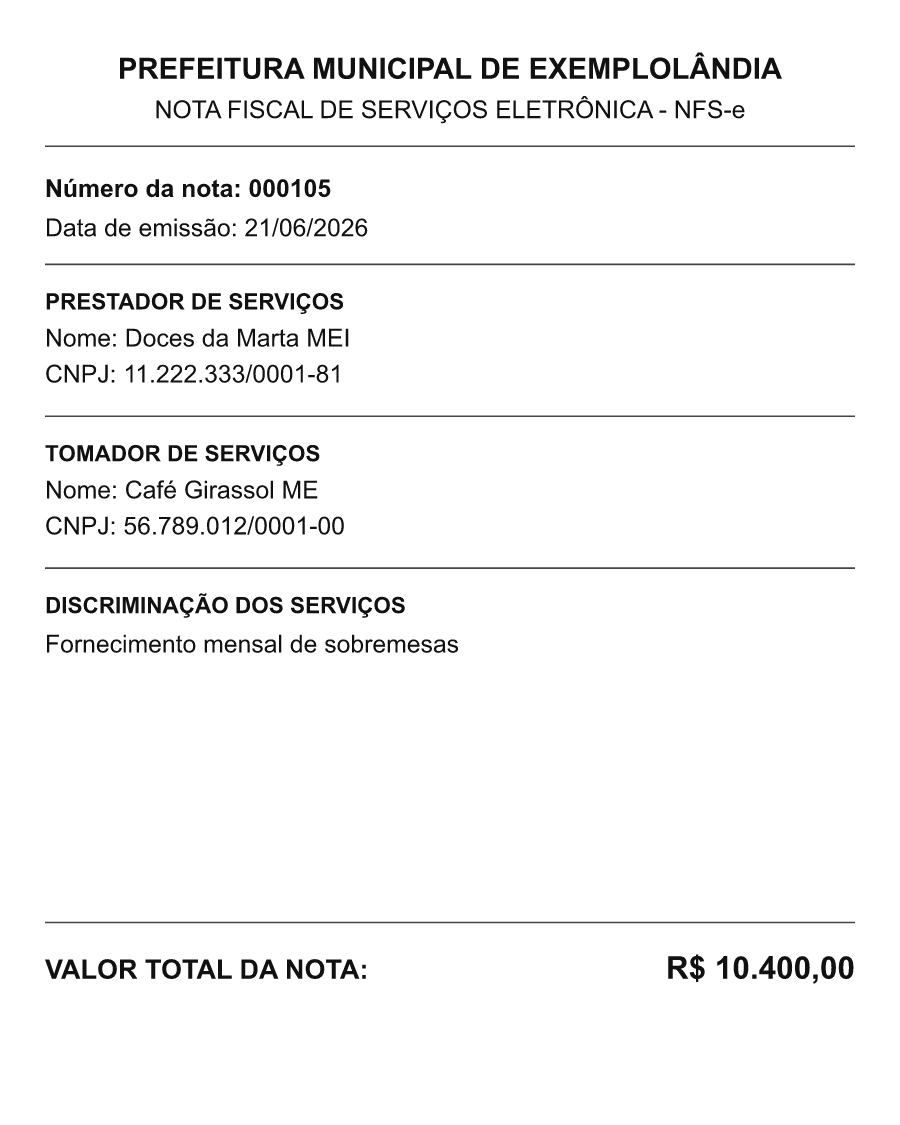 PREFEITURA MUNICIPAL DE EXEMPLOLÂNDIA
NOTA FISCAL DE SERVIÇOS ELETRÔNICA - NFS-e
Número da nota: 000105
Data de emissão: 21/06/2026
PRESTADOR DE SERVIÇOS
Nome: Doces da Marta MEI
CNPJ: 11.222.333/0001-81
TOMADOR DE SERVIÇOS
Nome: Café Girassol ME
CNPJ: 56.789.012/0001-00
DISCRIMINAÇÃO DOS SERVIÇOS
Fornecimento mensal de sobremesas
VALOR TOTAL DA NOTA: R$ 10.400,00